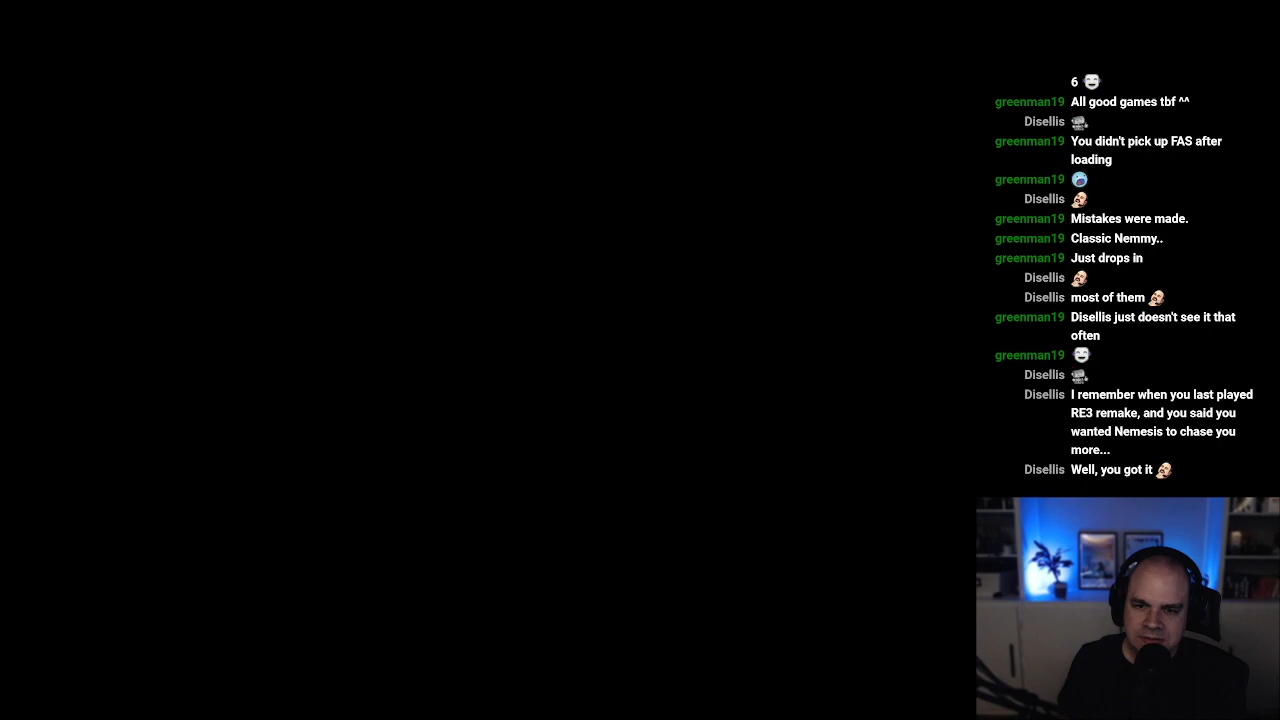 6
greenman19 All good games tbf ^^
Disellis
greenman19 You didn't pick up FAS after
loading
greenman19
Disellis
greenman19 Mistakes were made.
greenman19 Classic Nemmy..
greenman19 Just drops in
Disellis
Disellis most of them
greenman19 Disellis just doesn't see it that
often
greenman19
Disellis
Disellis I remember when you last played
RE3 remake, and you said you
wanted Nemesis to chase you
more...
Disellis Well, you got it